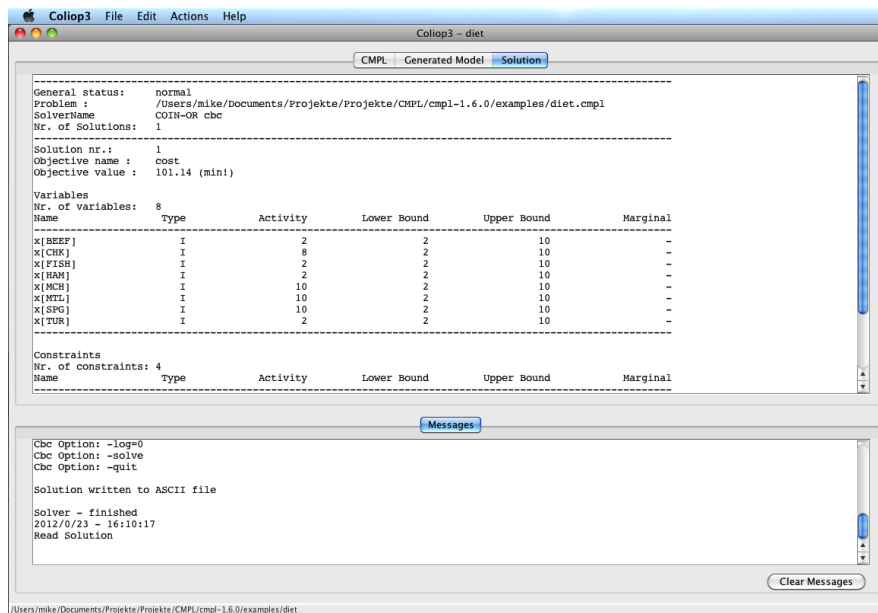 Coliop3 File Edit Actions Help
Coliop3 - diet
CMPL Generated Model Solution
--------------------------------------------------------------------------------
General status: normal
Problem : /Users/mike/Documents/Projekte/Projekte/CMPL/cmpl-1.6.0/examples/diet.cmpl
SolverName COIN-OR cbc
Nr. of Solutions: 1
--------------------------------------------------------------------------------
Solution nr.: 1
Objective name : cost
Objective value : 101.14 (min!)
Variables
Nr. of variables: 8
Name Type Activity Lower Bound Upper Bound Marginal
--------------------------------------------------------------------------------
x[BEEF] I 2 2 10 -
x[CHK] I 8 2 10 -
x[FISH] I 2 2 10 -
x[HAM] I 2 2 10 -
x[MCH] I 10 2 10 -
x[MTL] I 10 2 10 -
x[SPG] I 10 2 10 -
x[TUR] I 2 2 10 -
--------------------------------------------------------------------------------
Constraints
Nr. of constraints: 4
Name Type Activity Lower Bound Upper Bound Marginal
--------------------------------------------------------------------------------
Messages
Cbc Option: -log=0
Cbc Option: -solve
Cbc Option: -quit
Solution written to ASCII file
Solver - finished
2012/0/23 - 16:10:17
Read Solution
Clear Messages
/Users/mike/Documents/Projekte/Projekte/CMPL/cmpl-1.6.0/examples/diet